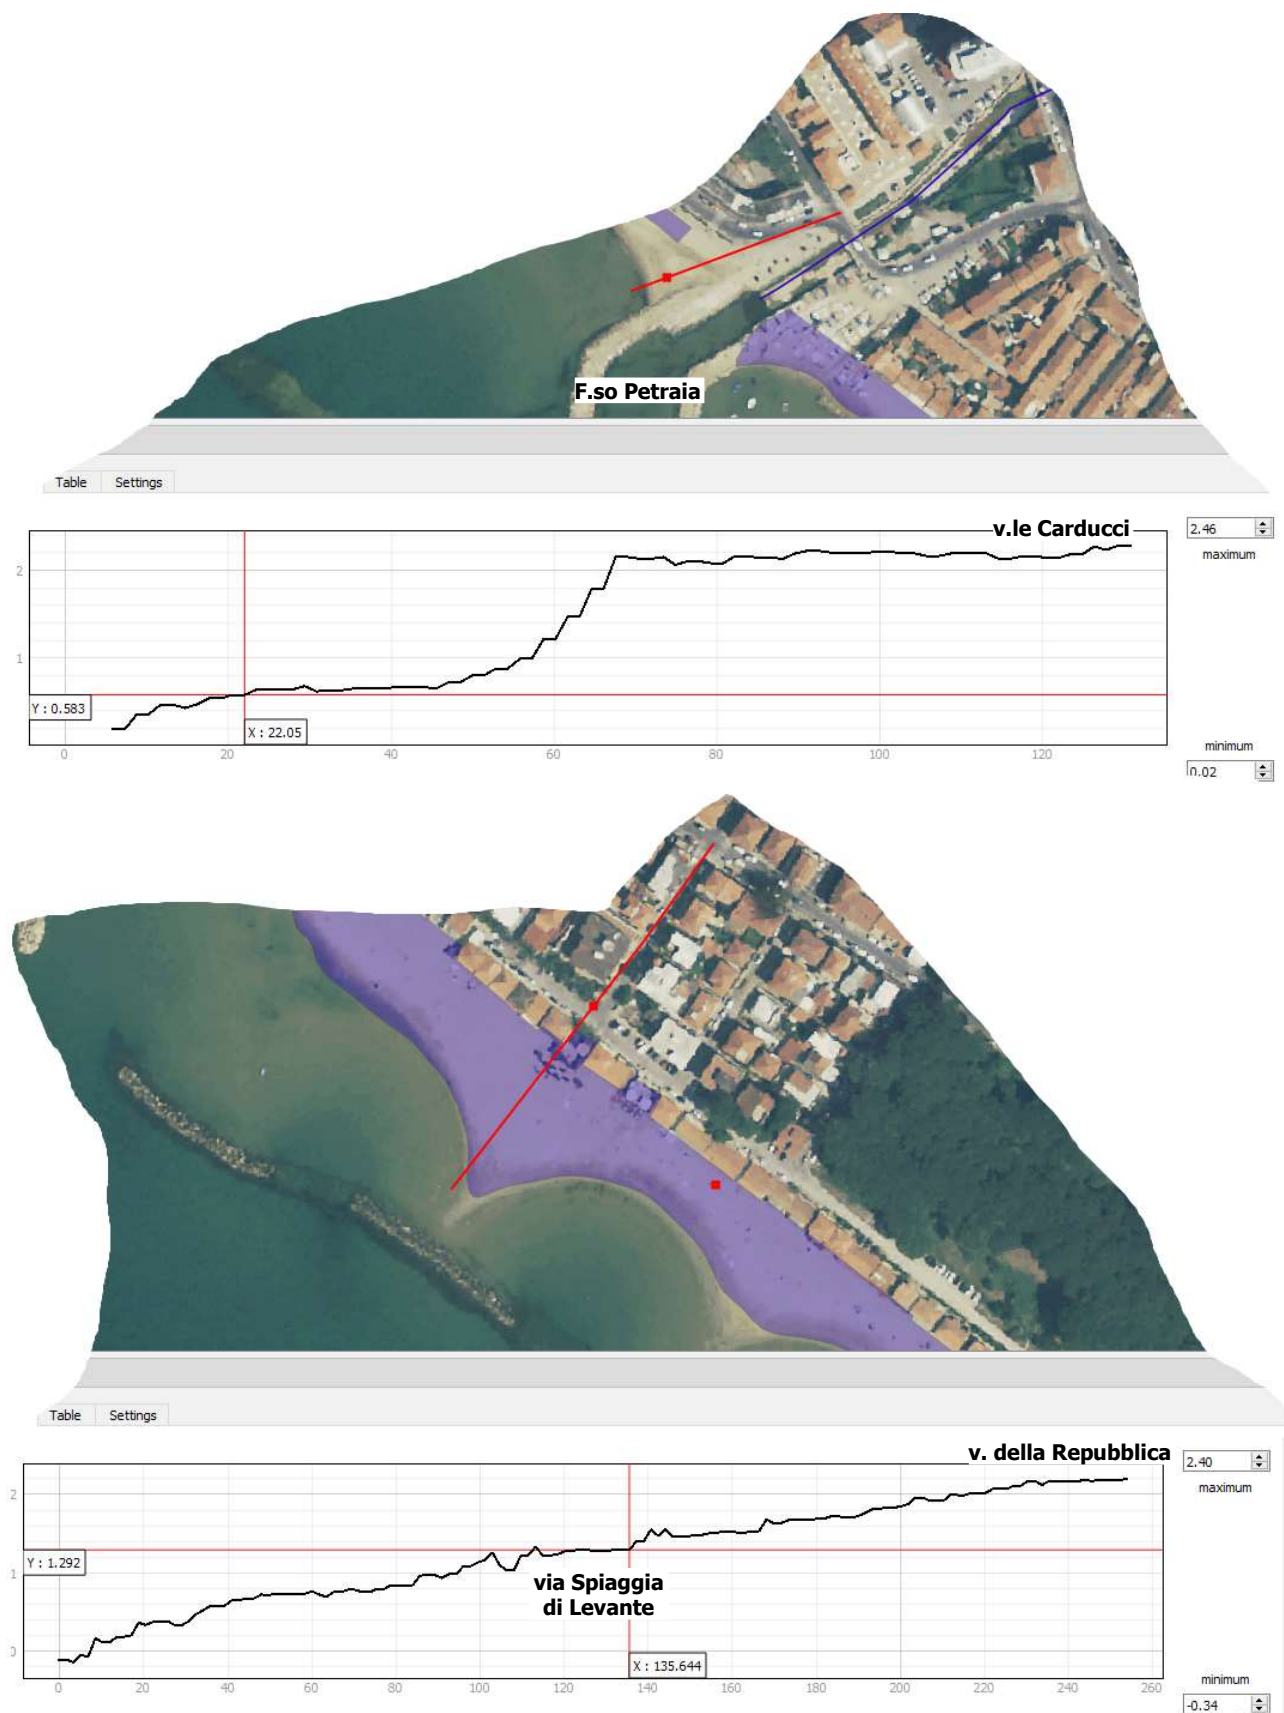 F.so Petraia
Table Settings
v.le Carducci
2.46
maximum
2
1
Y : 0.583
X : 22.05
0 20 40 60 80 100 120
minimum
0.02
Table Settings
v. della Repubblica
2.40
maximum
2
Y : 1.292
1
via Spiaggia
di Levante
0
X : 135.644
0 20 40 60 80 100 120 140 160 180 200 220 240 260
minimum
-0.34